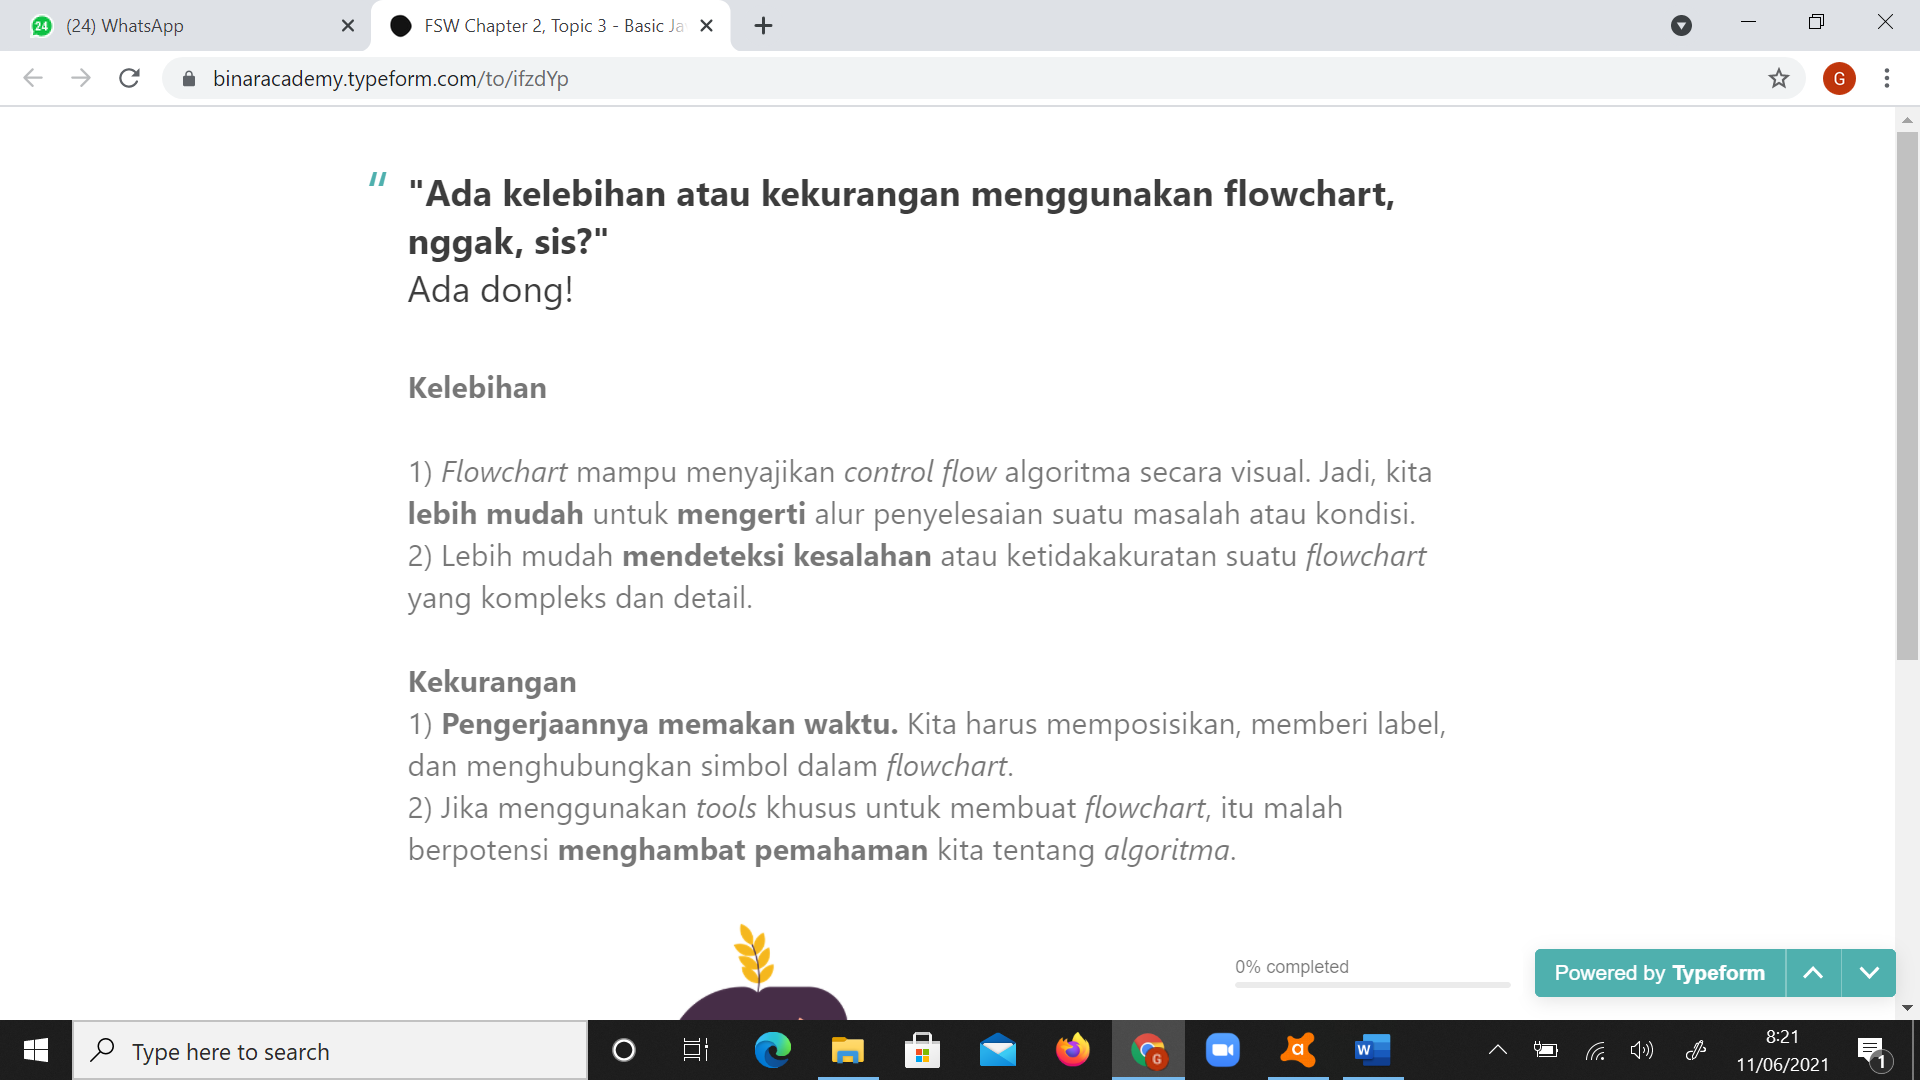 24 (24) WhatsApp
FSW Chapter 2, Topic 3 - Basic Ja
binaracademy.typeform.com/to/ifzdYp
G
"Ada kelebihan atau kekurangan menggunakan flowchart,
nggak, sis?"
Ada dong!
Kelebihan
1) Flowchart mampu menyajikan control flow algoritma secara visual. Jadi, kita
lebih mudah untuk mengerti alur penyelesaian suatu masalah atau kondisi.
2) Lebih mudah mendeteksi kesalahan atau ketidakakuratan suatu flowchart
yang kompleks dan detail.
Kekurangan
1) Pengerjaannya memakan waktu. Kita harus memposisikan, memberi label,
dan menghubungkan simbol dalam flowchart.
2) Jika menggunakan tools khusus untuk membuat flowchart, itu malah
berpotensi menghambat pemahaman kita tentang algoritma.
0% completed
Powered by Typeform
Type here to search
G
a
W
8:21
11/06/2021
1